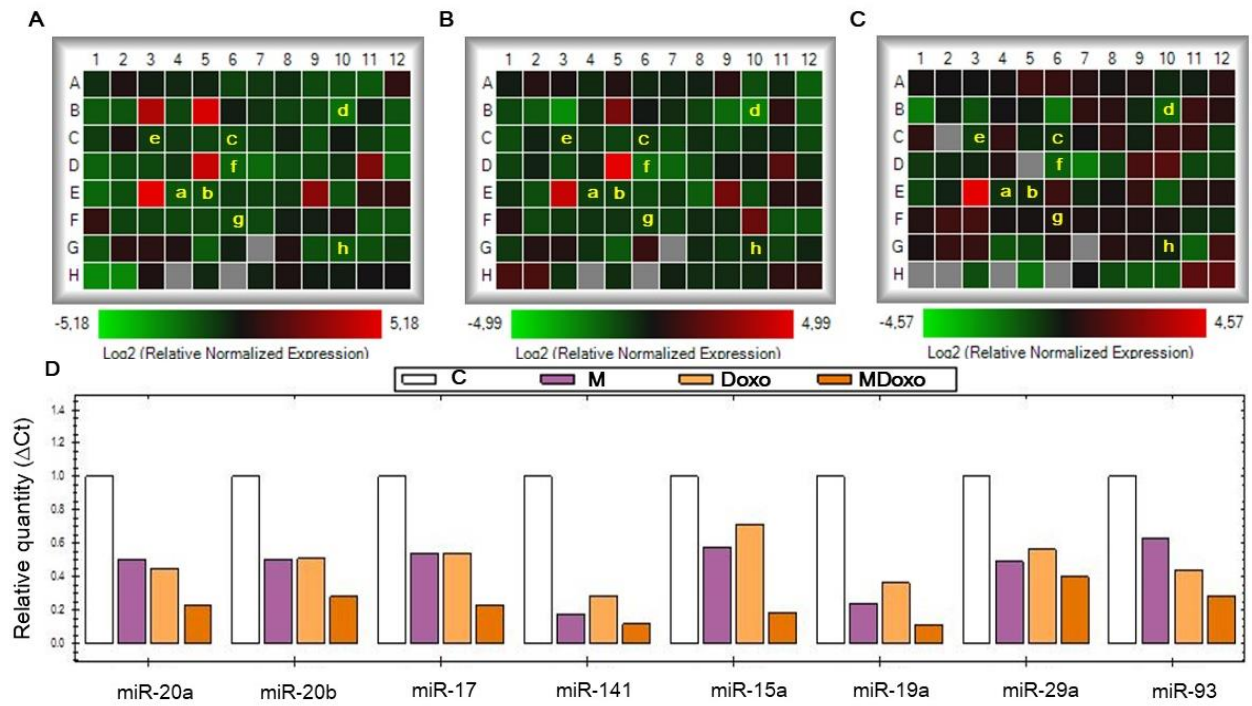 A
B
C
1 2 3 4 5 6 7 8 9 10 11 12
1 2 3 4 5 6 7 8 9 10 11 12
1 2 3 4 5 6 7 8 9 10 11 12
A
B d
C e c
D f
E a b
F g
G h
H
A
B d
C e c
D f
E a b
F g
G h
H
A
B d
C e c
D f
E a b
F g
G h
H
-5,18 5,18
Log2 (Relative Normalized Expression)
-4,99 4,99
Log2 (Relative Normalized Expression)
-4,57 4,57
Log2 (Relative Normalized Expression)
D
C M Doxo MDoxo
Relative quantity (ΔCt)
1.4
1.2
1.0
0.8
0.6
0.4
0.2
0.0
miR-20a miR-20b miR-17 miR-141 miR-15a miR-19a miR-29a miR-93